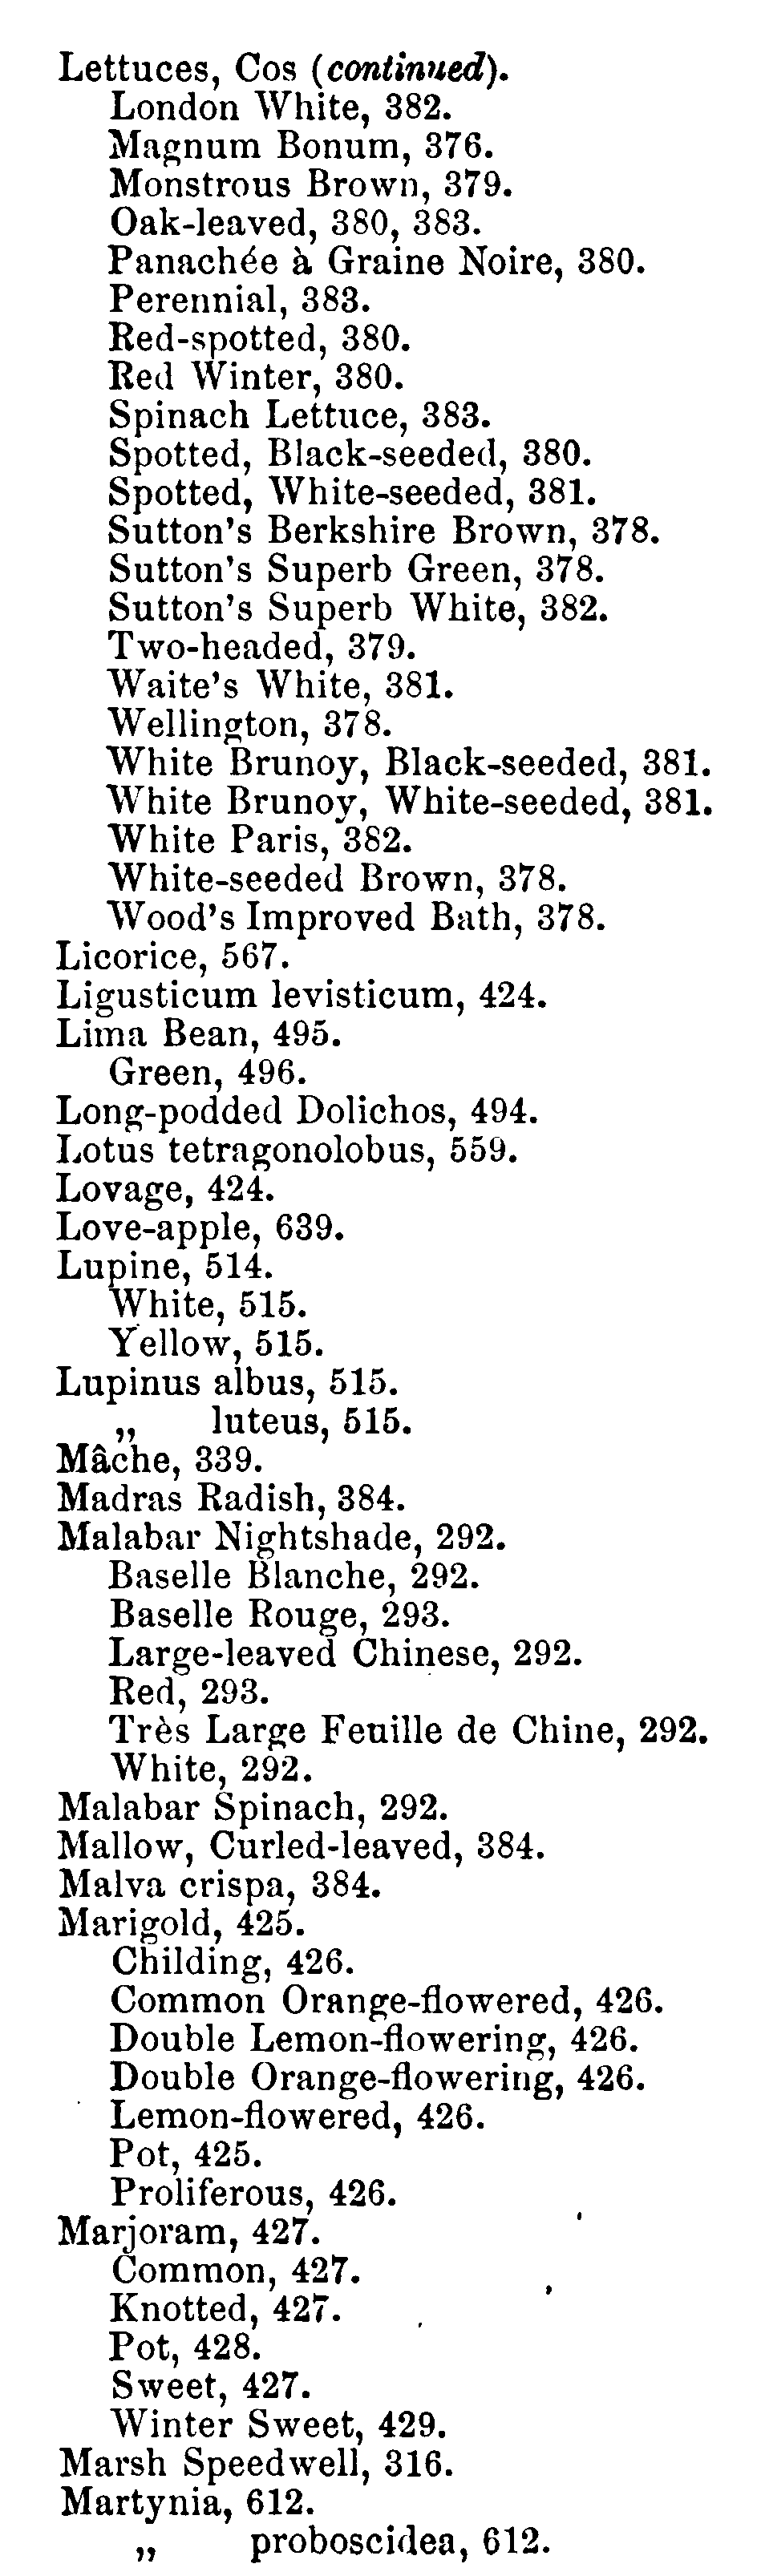 Lettuces, Cos (continued).
London White, 382.
Magnum Bonum, 376.
Monstrous Brown, 379.
Oak-leaved, 380, 383.
Panachée à Graine Noire, 380.
Perennial, 383.
Red-spotted, 380.
Red Winter, 380.
Spinach Lettuce, 383.
Spotted, Black-seeded, 380.
Spotted, White-seeded, 381.
Sutton's Berkshire Brown, 378.
Sutton's Superb Green, 378.
Sutton's Superb White, 382.
Two-headed, 379.
Waite's White, 381.
Wellington, 378.
White Brunoy, Black-seeded, 381.
White Brunoy, White-seeded, 381.
White Paris, 382.
White-seeded Brown, 378.
Wood's Improved Bath, 378.
Licorice, 567.
Ligusticum levisticum, 424.
Lima Bean, 495.
Green, 496.
Long-podded Dolichos, 494.
Lotus tetragonolobus, 559.
Lovage, 424.
Love-apple, 639.
Lupine, 514.
White, 515.
Yellow, 515.
Lupinus albus, 515.
„ luteus, 515.
Mâche, 339.
Madras Radish, 384.
Malabar Nightshade, 292.
Baselle Blanche, 292.
Baselle Rouge, 293.
Large-leaved Chinese, 292.
Red, 293.
Très Large Feuille de Chine, 292.
White, 292.
Malabar Spinach, 292.
Mallow, Curled-leaved, 384.
Malva crispa, 384.
Marigold, 425.
Childing, 426.
Common Orange-flowered, 426.
Double Lemon-flowering, 426.
Double Orange-flowering, 426.
Lemon-flowered, 426.
Pot, 425.
Proliferous, 426.
Marjoram, 427.
Common, 427.
Knotted, 427.
Pot, 428.
Sweet, 427.
Winter Sweet, 429.
Marsh Speedwell, 316.
Martynia, 612.
„ proboscidea, 612.